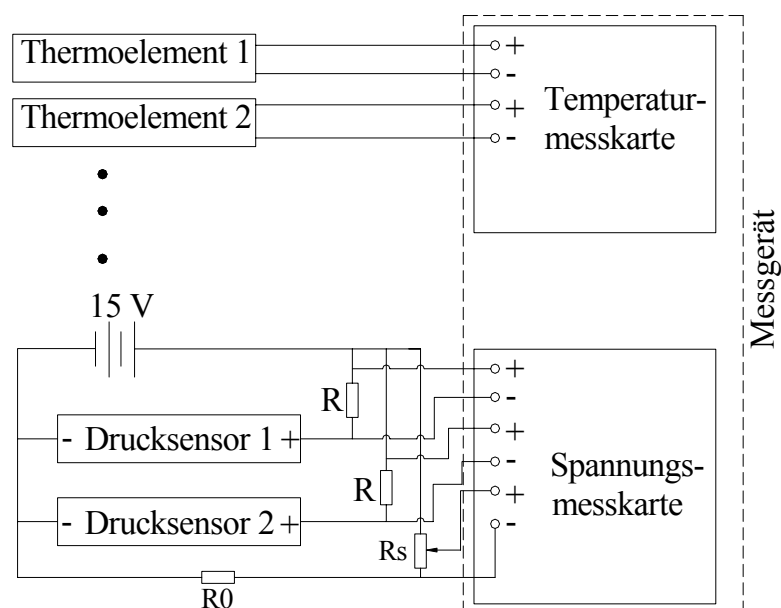 Thermoelement 1
+
-
Thermoelement 2
+
-
Temperatur-
messkarte
Messgerät
15 V
R
+
-
- Drucksensor 1 +
+
R
-
Spannungs-
messkarte
+
- Drucksensor 2 +
-
Rs
R0